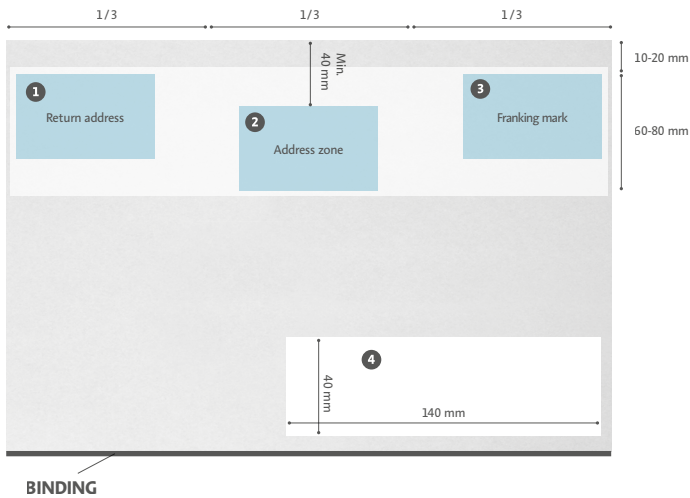 1/3
1/3
1/3
Min.
40 mm
10-20 mm
1
Return address
2
Address zone
3
Franking mark
60-80 mm
4
40 mm
140 mm
BINDING